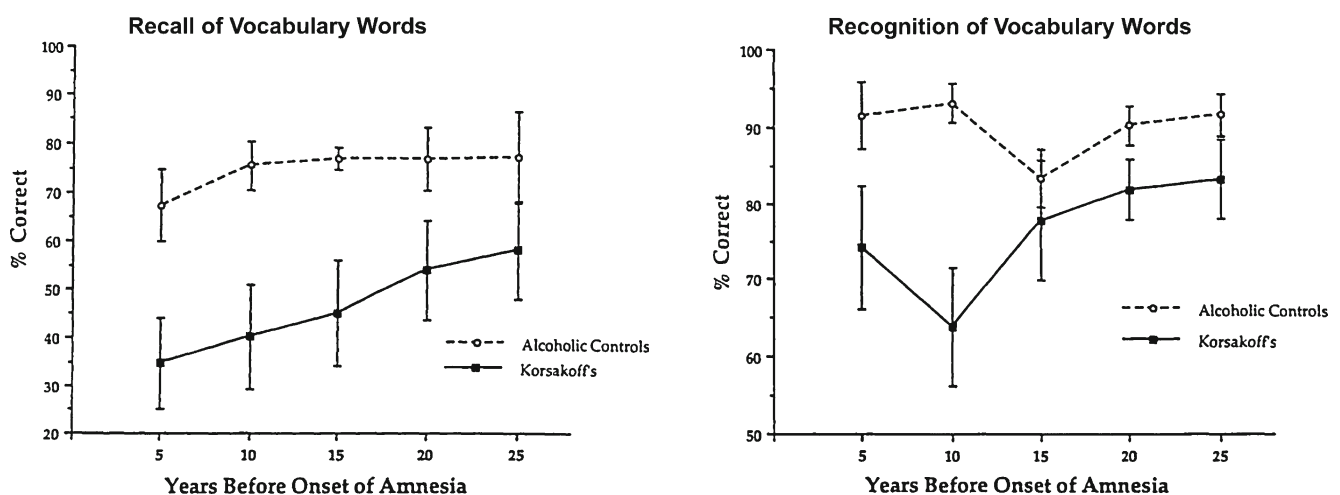 Recall of Vocabulary Words
100
90
80
70
60
50
40
30
20
% Correct
5 10 15 20 25
Years Before Onset of Amnesia
Alcoholic Controls
Korsakoff's
Recognition of Vocabulary Words
100
90
80
70
60
50
% Correct
5 10 15 20 25
Years Before Onset of Amnesia
Alcoholic Controls
Korsakoff's